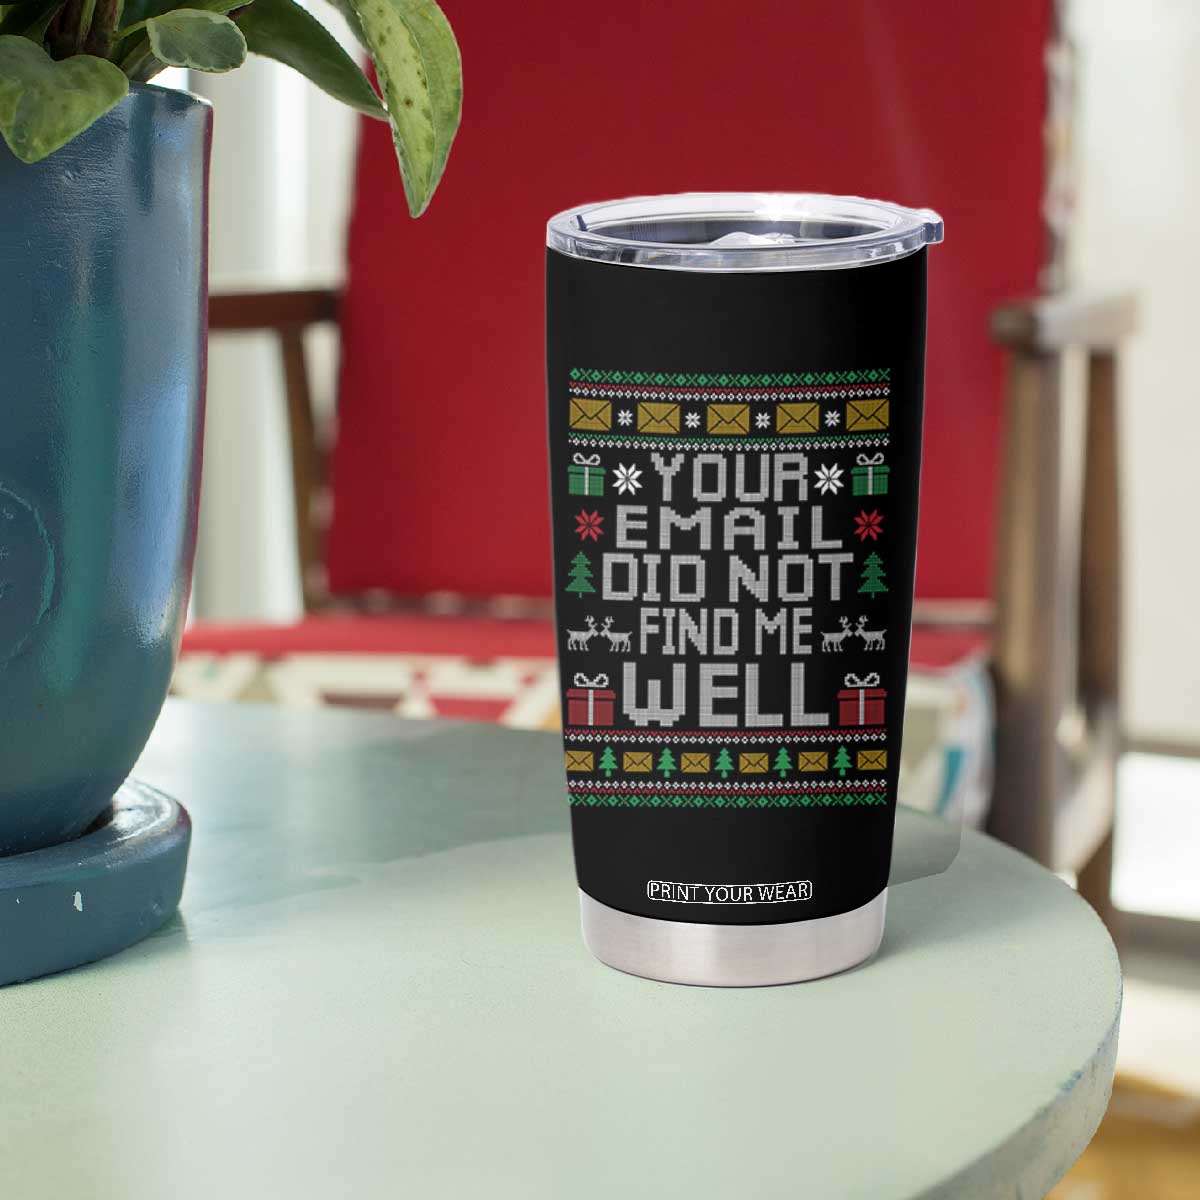 YOUR
EMAIL
DID NOT
FIND ME
WELL
PRINT YOUR WEAR